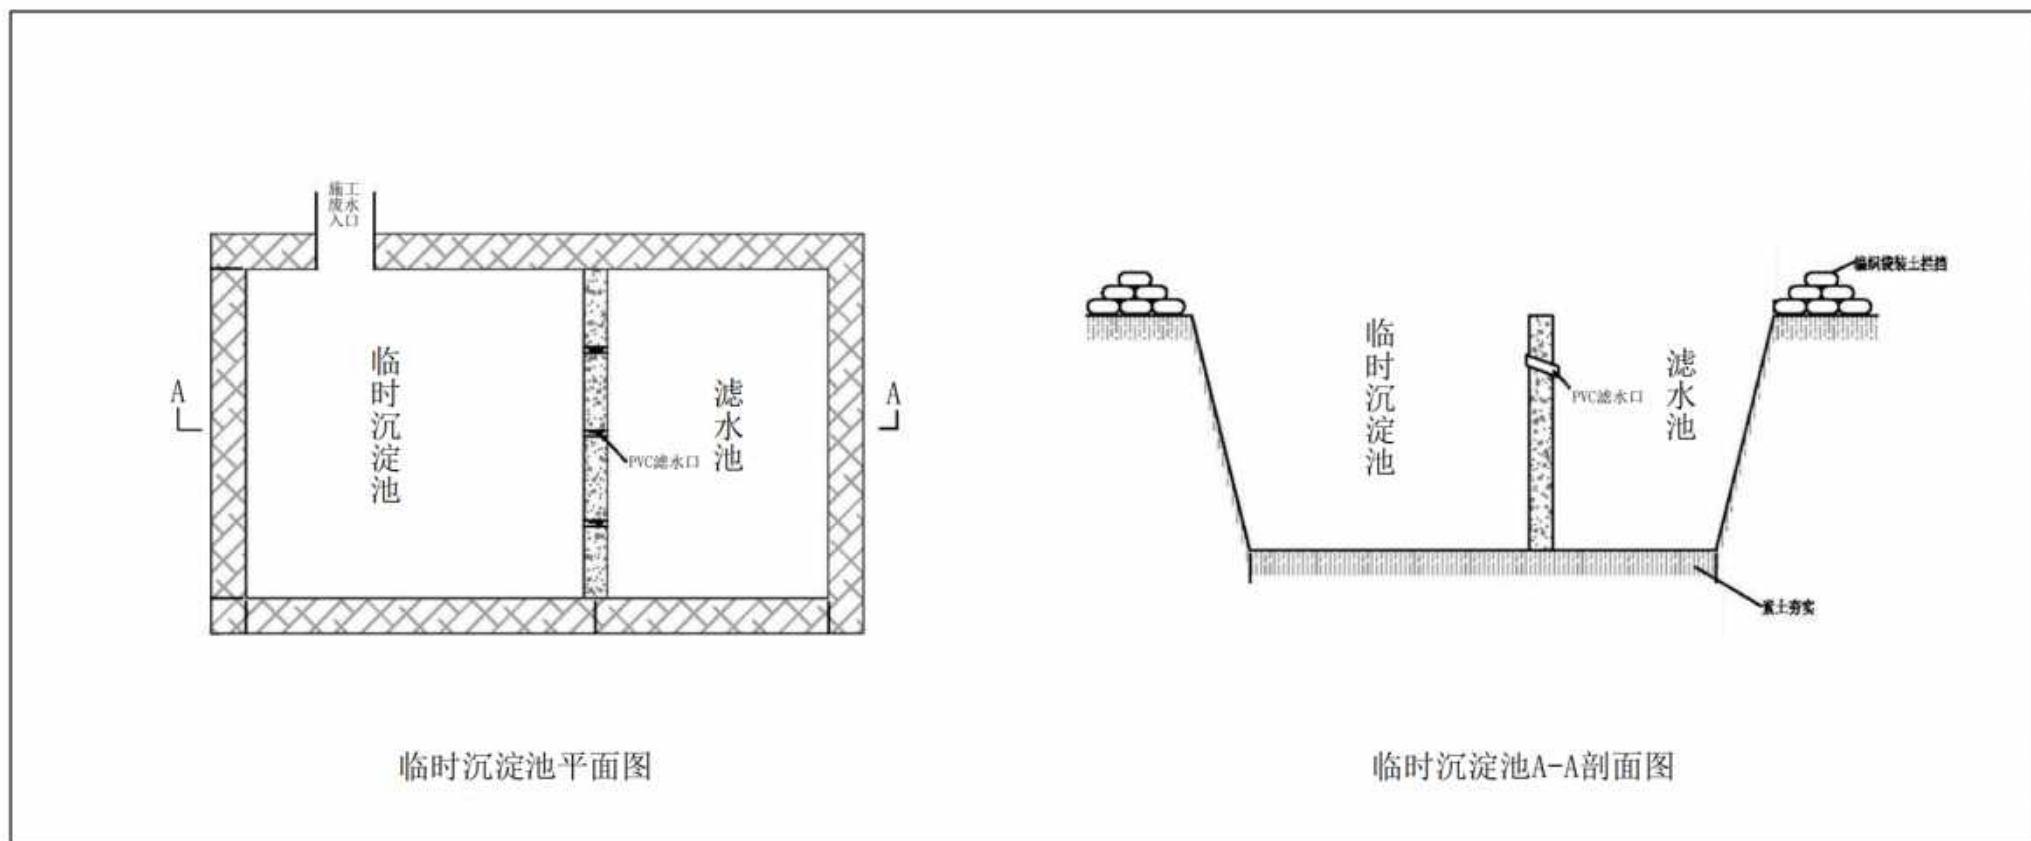 施工
废水
入口
A
临时沉淀池
PVC滤水口
滤水池
A
临时沉淀池平面图
编织袋装土拦挡
临时沉淀池
PVC滤水口
滤水池
素土夯实
临时沉淀池A-A剖面图